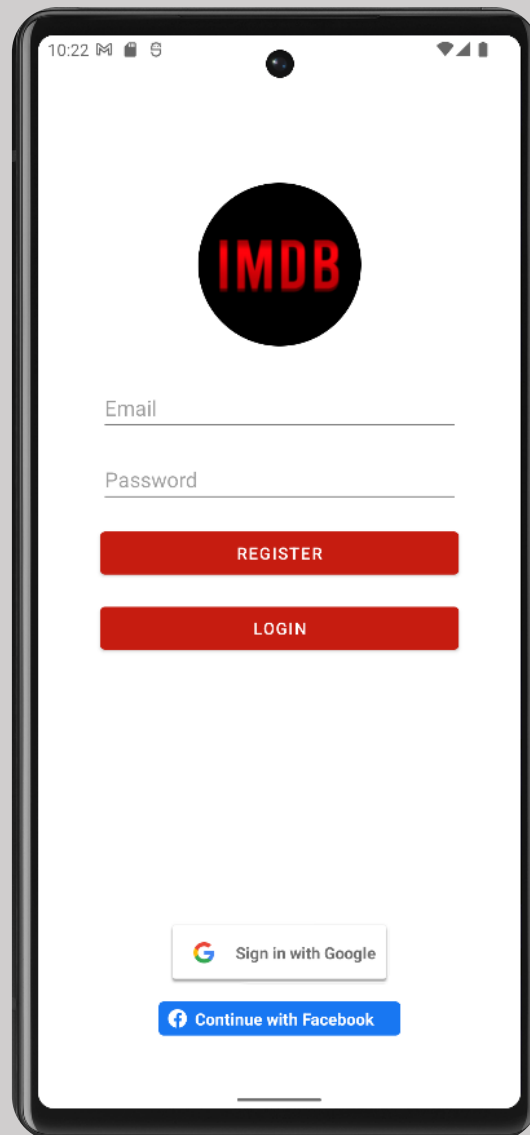 10:22
IMDB
Email
Password
REGISTER
LOGIN
Sign in with Google
Continue with Facebook